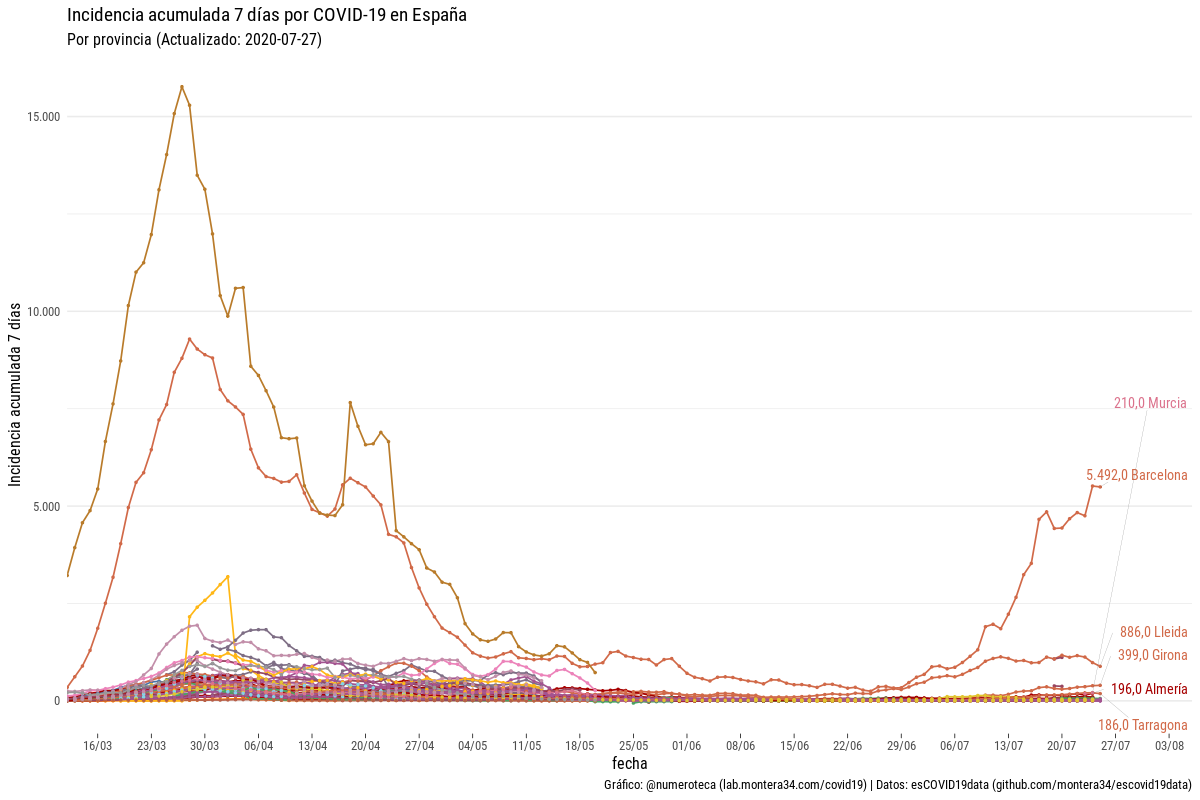 Incidencia acumulada 7 días por COVID-19 en España
Por provincia (Actualizado: 2020-07-27)
Incidencia acumulada 7 días
15.000
10.000
5.000
0
210,0 Murcia
5.492,0 Barcelona
886,0 Lleida
399,0 Girona
196,0 Almería
186,0 Tarragona
16/03 23/03 30/03 06/04 13/04 20/04 27/04 04/05 11/05 18/05 25/05 01/06 08/06 15/06 22/06 29/06 06/07 13/07 20/07 27/07 03/08
fecha
Gráfico: @numeroteca (lab.montera34.com/covid19) | Datos: esCOVID19data (github.com/montera34/escovid19data)